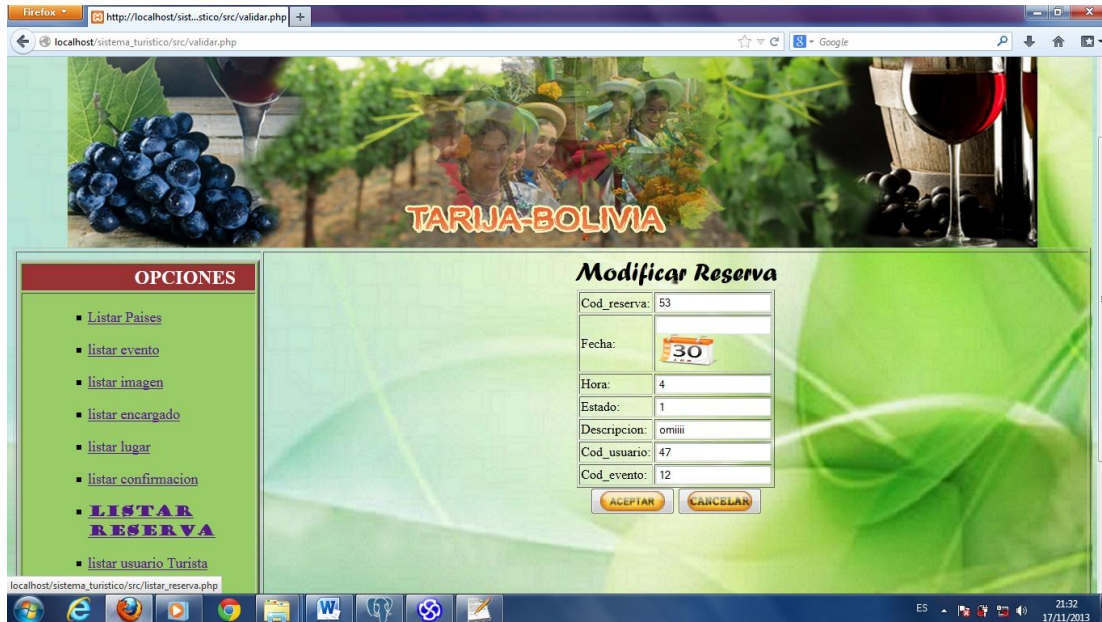 Firefox
http://localhost/sist...stico/src/validar.php
localhost/sistema_turistico/src/validar.php
Google
TARIJA-BOLIVIA
OPCIONES
Listar Paises
listar evento
listar imagen
listar encargado
listar lugar
listar confirmacion
LISTAR
RESERVA
listar usuario Turista
Modificar Reserva
Cod_reserva: 53
Fecha:
30
Hora: 4
Estado: 1
Descripcion: omiiii
Cod_usuario: 47
Cod_evento: 12
ACEPTAR CANCELAR
localhost/sistema_turistico/src/listar_reserva.php
ES
21:32
17/11/2013